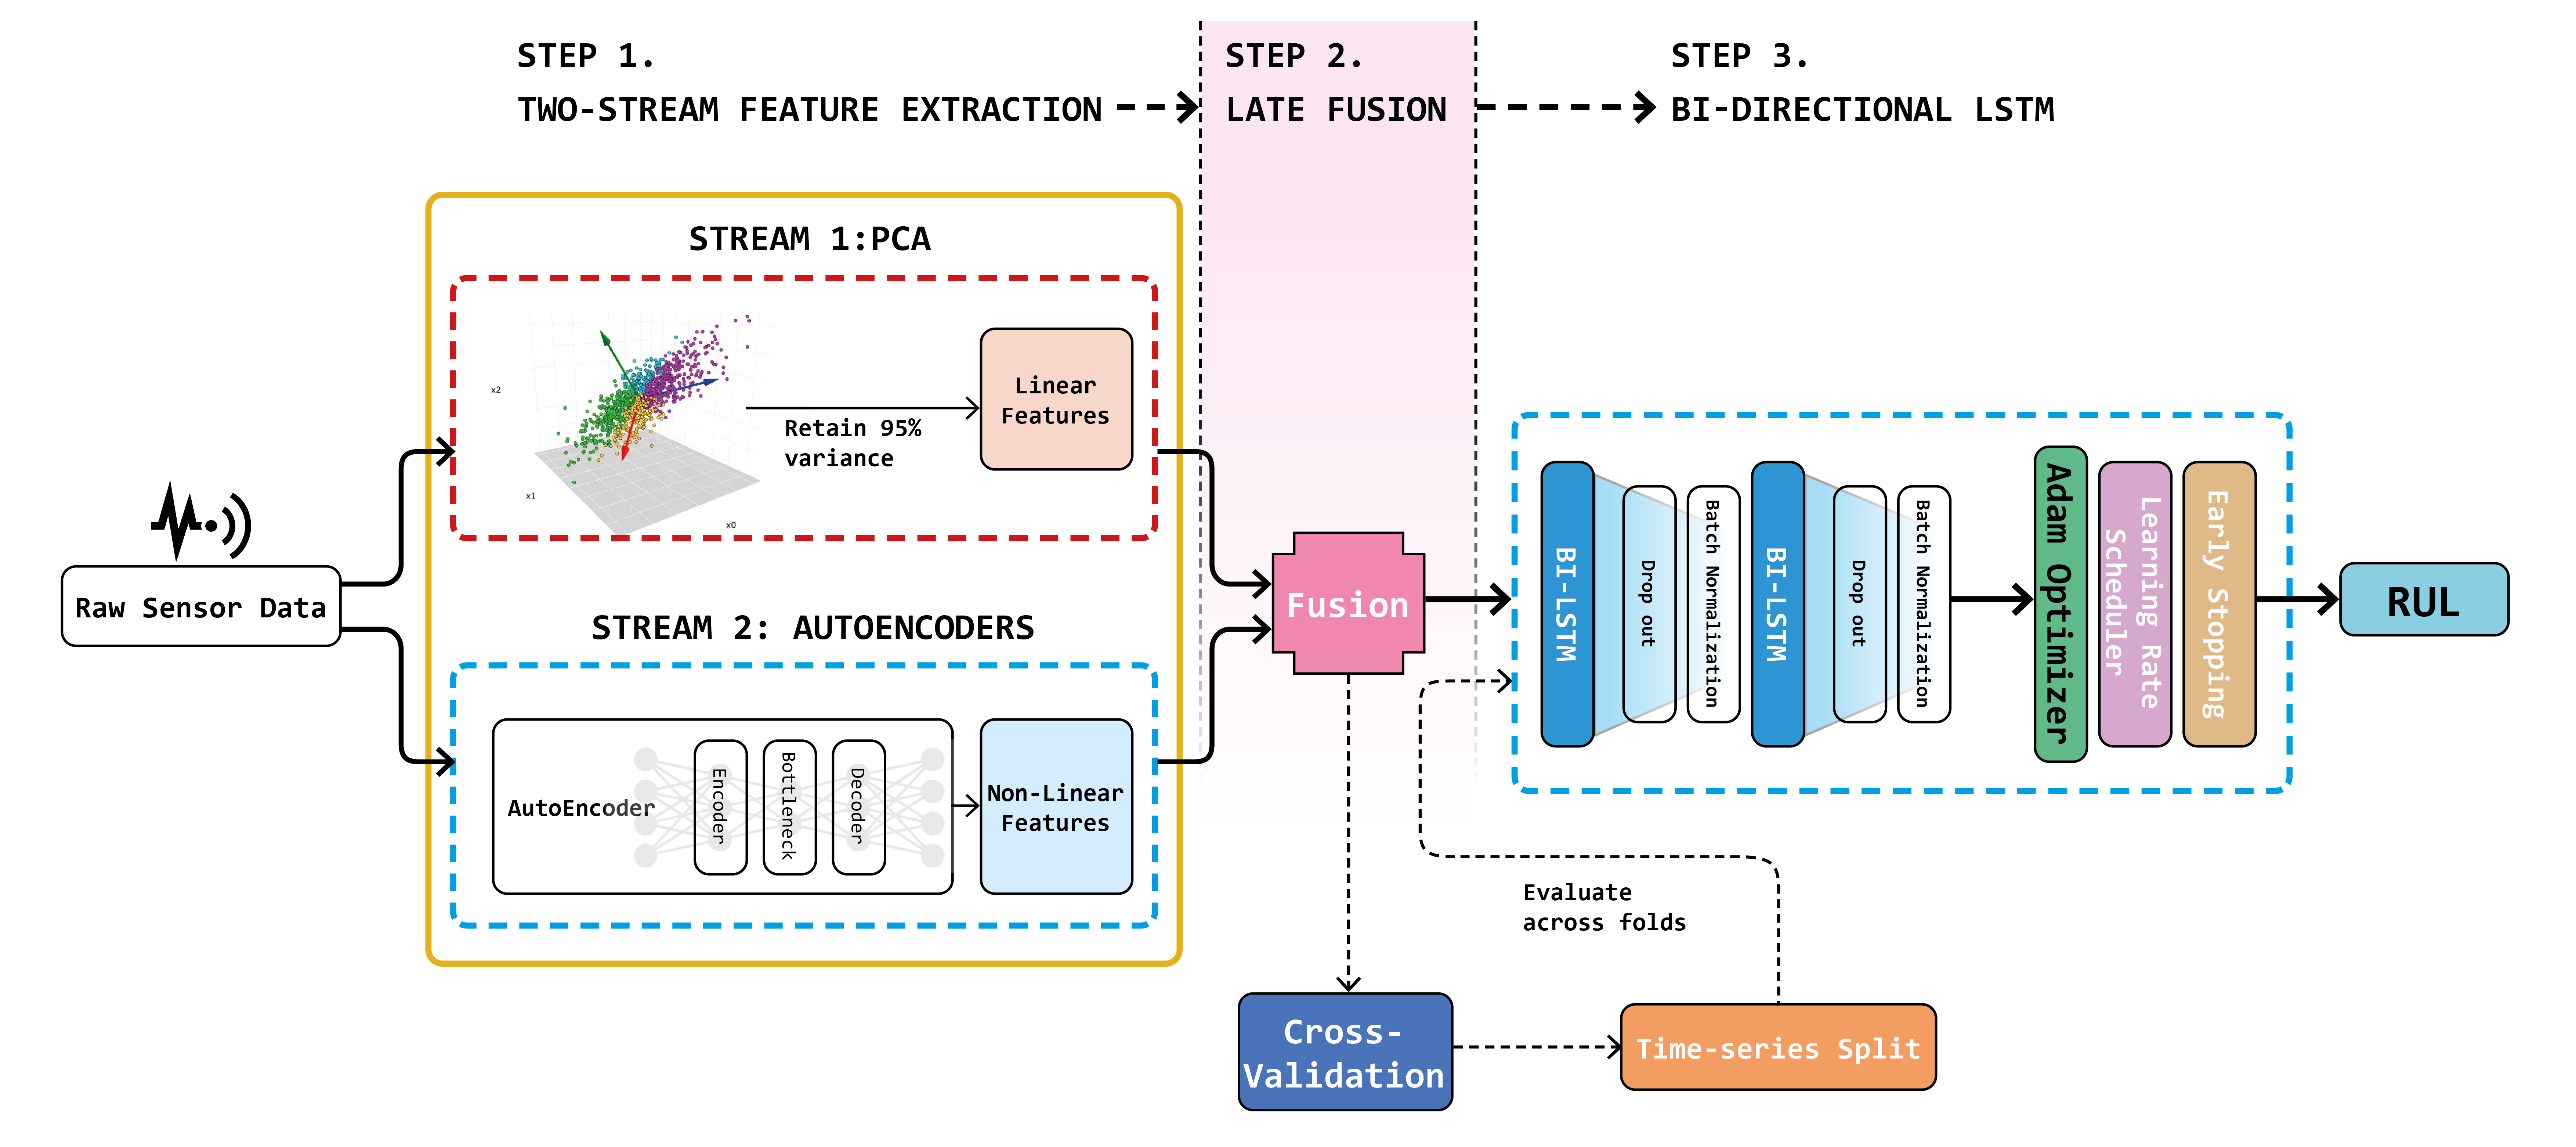 STEP 1.
TWO-STREAM FEATURE EXTRACTION
STEP 2.
LATE FUSION
STEP 3.
BI-DIRECTIONAL LSTM
Raw Sensor Data
STREAM 1:PCA
x2
x1
x0
Retain 95%
variance
Linear
Features
STREAM 2: AUTOENCODERS
AutoEncoder
Encoder
Bottleneck
Decoder
Non-Linear
Features
Fusion
Cross-
Validation
Time-series Split
Evaluate
across folds
BI-LSTM
Drop out
Batch Normalization
BI-LSTM
Drop out
Batch Normalization
Adam Optimizer
Learning Rate
Scheduler
Early Stopping
RUL